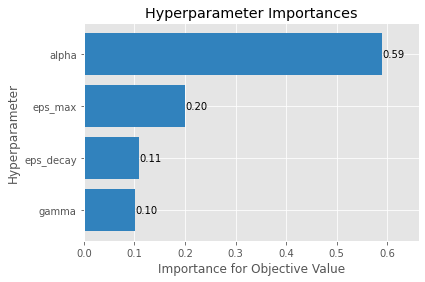 Hyperparameter Importances
Hyperparameter
alpha
0.59
eps_max
0.20
eps_decay
0.11
gamma
0.10
0.0 0.1 0.2 0.3 0.4 0.5 0.6
Importance for Objective Value